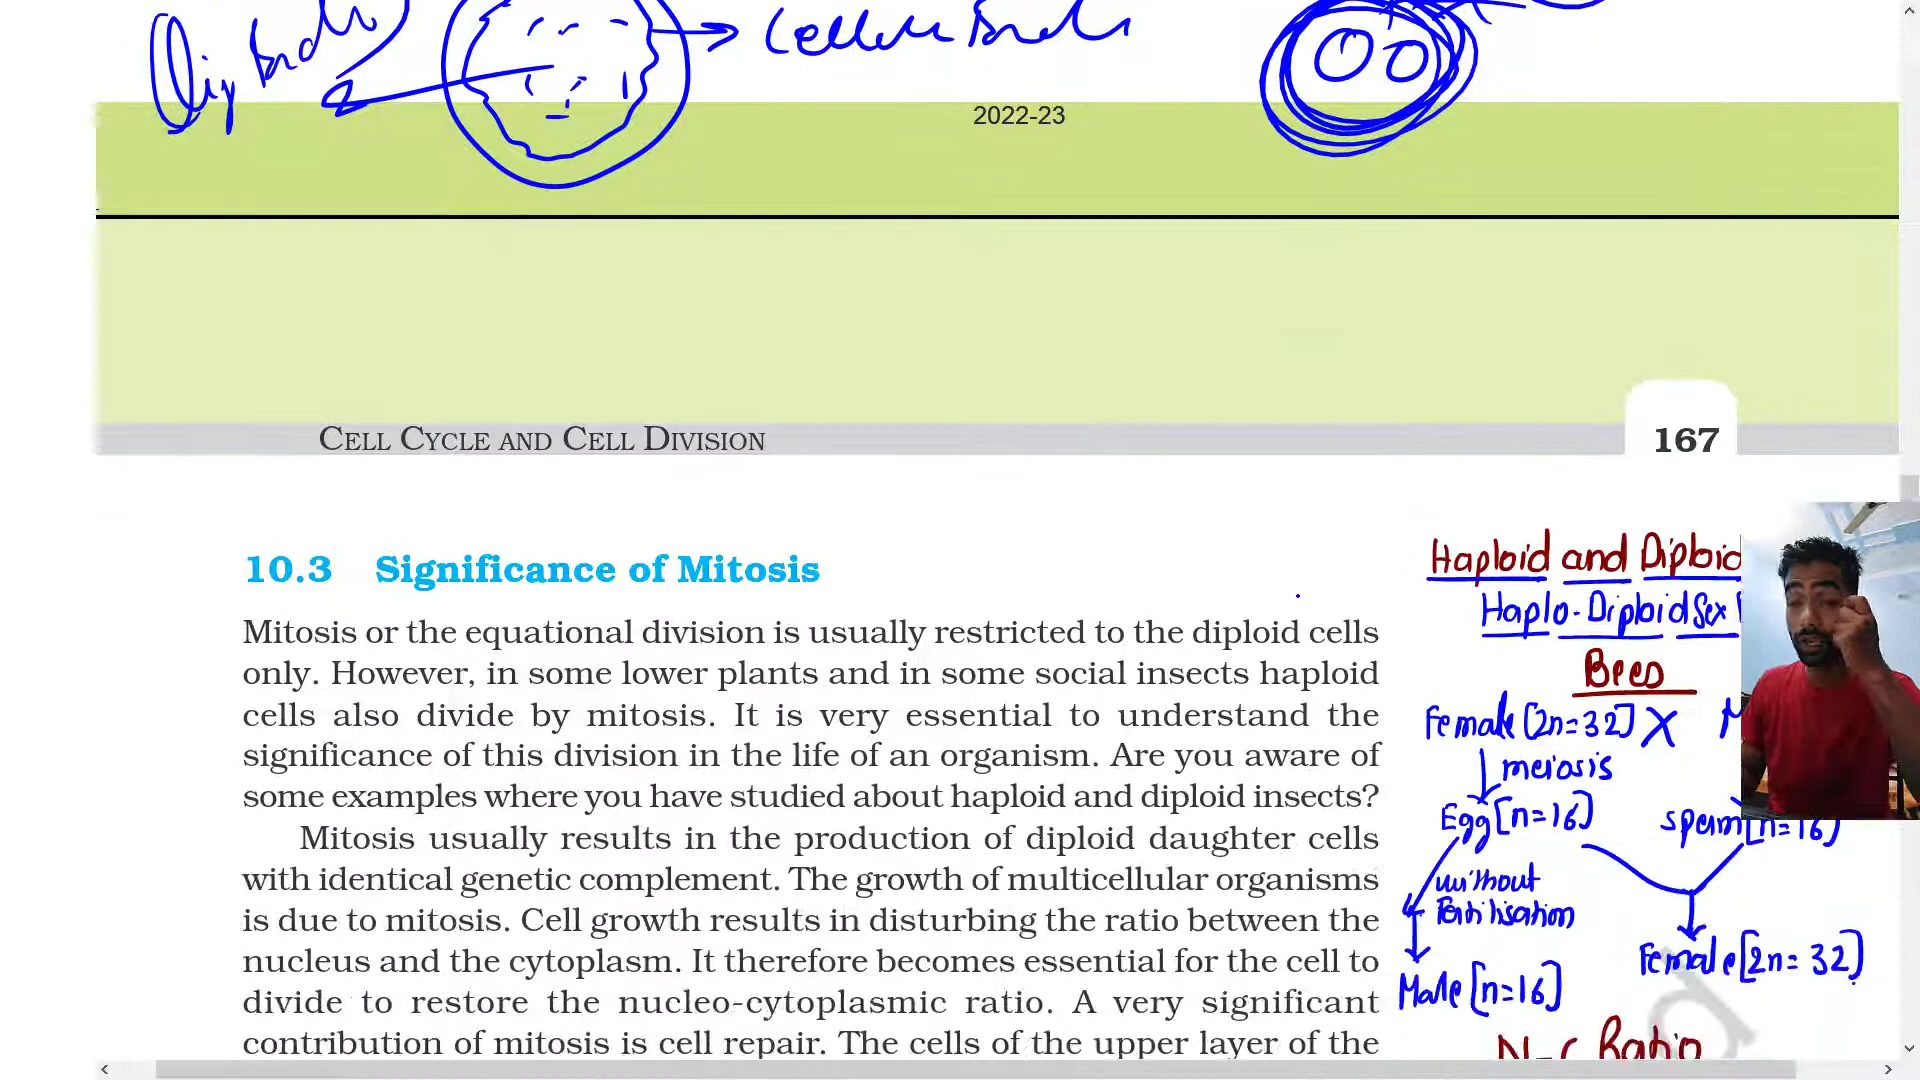 2022-23
CELL CYCLE AND CELL DIVISION
167
10.3 Significance of Mitosis
Mitosis or the equational division is usually restricted to the diploid cells
only. However, in some lower plants and in some social insects haploid
cells also divide by mitosis. It is very essential to understand the
significance of this division in the life of an organism. Are you aware of
some examples where you have studied about haploid and diploid insects?
Mitosis usually results in the production of diploid daughter cells
with identical genetic complement. The growth of multicellular organisms
is due to mitosis. Cell growth results in disturbing the ratio between the
nucleus and the cytoplasm. It therefore becomes essential for the cell to
divide to restore the nucleo-cytoplasmic ratio. A very significant
contribution of mitosis is cell repair. The cells of the upper layer of the
Haploid and Diploid
Haplo-Diploid Sex
Bees
Female [2n=32] X M
meiosis
Egg [n=16]
sperm [n=16]
without
Fertilisation
Female [2n=32]
Male [n=16]
N-C Ratio